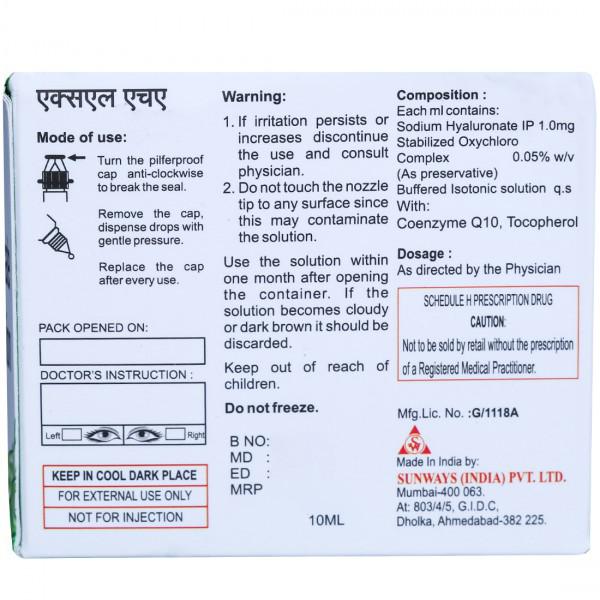 एक्सएल एचए
Mode of use:
Turn the pilferproof
cap anti-clockwise
to break the seal.
Remove the cap,
dispense drops with
gentle pressure.
Replace the cap
after every use.
PACK OPENED ON:
DOCTOR'S INSTRUCTION :
Left
Right
KEEP IN COOL DARK PLACE
FOR EXTERNAL USE ONLY
NOT FOR INJECTION
Warning:
1. If irritation persists or
increases discontinue
the use and consult
physician.
2. Do not touch the nozzle
tip to any surface since
this may contaminate
the solution.
Use the solution within
one month after opening
the container. If the
solution becomes cloudy
or dark brown it should be
discarded.
Keep out of reach of
children.
Do not freeze.
B NO:
MD :
ED :
MRP
10ML
Composition :
Each ml contains:
Sodium Hyaluronate IP 1.0mg
Stabilized Oxychloro
Complex 0.05% w/v
(As preservative)
Buffered Isotonic solution q.s
With:
Coenzyme Q10, Tocopherol
Dosage :
As directed by the Physician
SCHEDULE H PRESCRIPTION DRUG
CAUTION:
Not to be sold by retail without the prescription
of a Registered Medical Practitioner.
Mfg.Lic. No. :G/1118A
SW
Made In India by:
SUNWAYS (INDIA) PVT. LTD.
Mumbai-400 063.
At: 803/4/5, G.I.D.C,
Dholka, Ahmedabad-382 225.